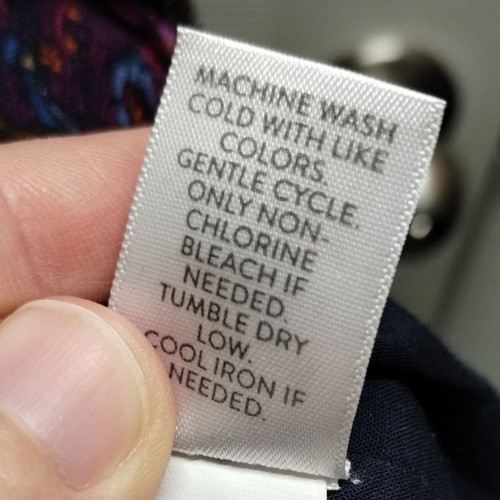 MACHINE WASH
COLD WITH LIKE
COLORS.
GENTLE CYCLE.
ONLY NON-
CHLORINE
BLEACH IF
NEEDED.
TUMBLE DRY
LOW.
COOL IRON IF
NEEDED.